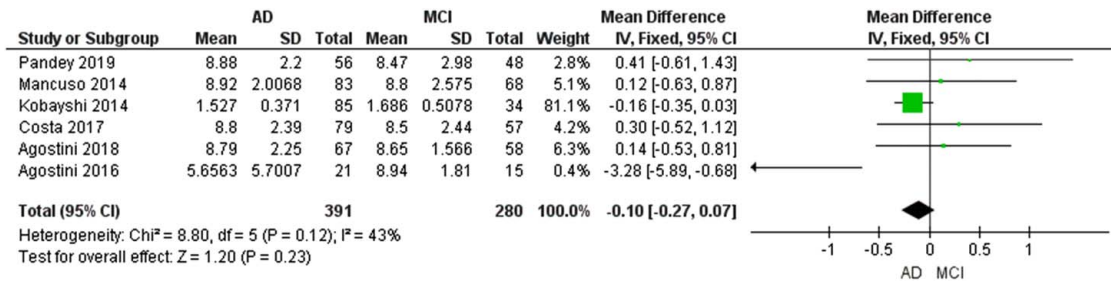 AD MCI Mean Difference Mean Difference
Study or Subgroup Mean SD Total Mean SD Total Weight IV, Fixed, 95% CI IV, Fixed, 95% CI
Pandey 2019 8.88 2.2 56 8.47 2.98 48 2.8% 0.41 [-0.61, 1.43]
Mancuso 2014 8.92 2.0068 83 8.8 2.575 68 5.1% 0.12 [-0.63, 0.87]
Kobayshi 2014 1.527 0.371 85 1.686 0.5078 34 81.1% -0.16 [-0.35, 0.03]
Costa 2017 8.8 2.39 79 8.5 2.44 57 4.2% 0.30 [-0.52, 1.12]
Agostini 2018 8.79 2.25 67 8.65 1.566 58 6.3% 0.14 [-0.53, 0.81]
Agostini 2016 5.6563 5.7007 21 8.94 1.81 15 0.4% -3.28 [-5.89, -0.68]
Total (95% CI) 391 280 100.0% -0.10 [-0.27, 0.07]
Heterogeneity: Chi² = 8.80, df = 5 (P = 0.12); I² = 43%
Test for overall effect: Z = 1.20 (P = 0.23)
-1 -0.5 0 0.5 1
AD MCI